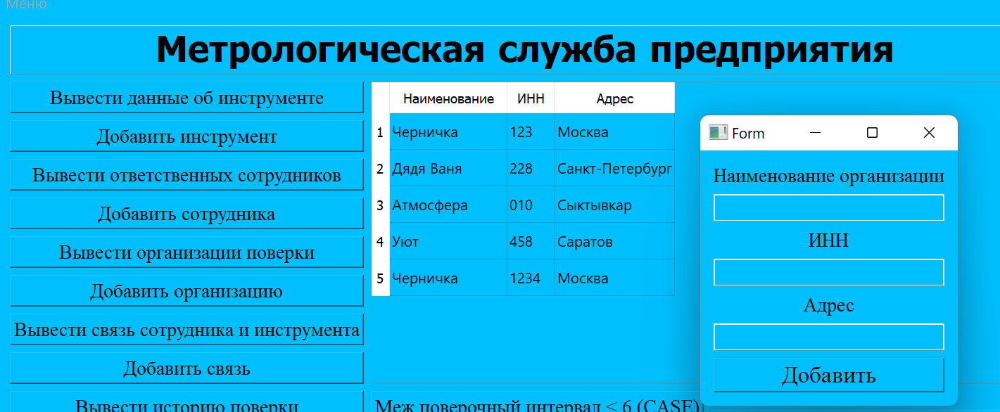 Меню
Метрологическая служба предприятия
Вывести данные об инструменте
Добавить инструмент
Вывести ответственных сотрудников
Добавить сотрудника
Вывести организации поверки
Добавить организацию
Вывести связь сотрудника и инструмента
Добавить связь
Вывести историю поверки
Наименование ИНН Адрес
1 Черничка 123 Москва
2 Дядя Ваня 228 Санкт-Петербург
3 Атмосфера 010 Сыктывкар
4 Уют 458 Саратов
5 Черничка 1234 Москва
Меж поверочный интервал < 6 (CASE)
Form
Наименование организации
ИНН
Адрес
Добавить